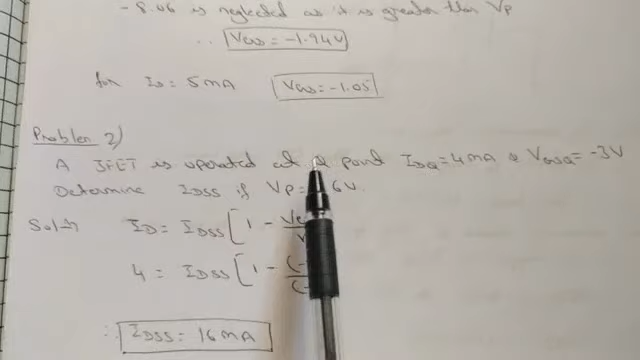 -8.06 is neglected as it is greater than Vp
∴ VGS = -1.94V
for ID = 5mA VGS = -1.05
Problem 2)
A JFET is operated at Q point IDQ = 4mA & VGSQ = -3V
Determine IDSS if VP = 6V.
Soln ID = IDSS [ 1 -
4 = IDSS [ 1 -
∴ IDSS = 16mA